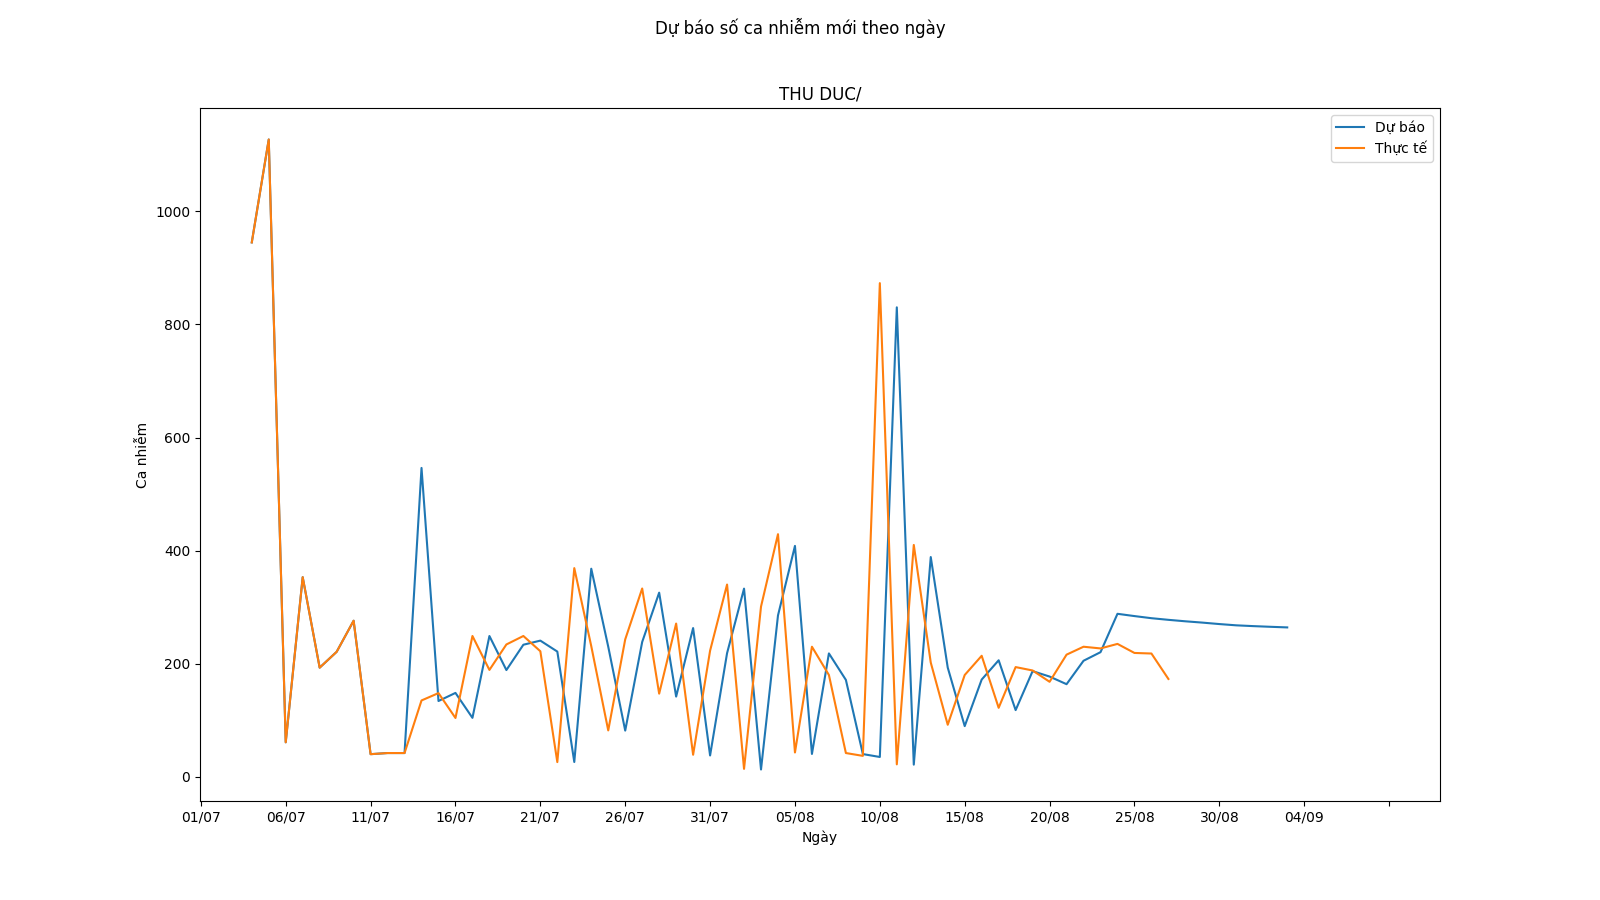 Dự báo số ca nhiễm mới theo ngày
THU DUC/
Dự báo
Thực tế
1000
800
600
400
200
0
Ca nhiễm
01/07 06/07 11/07 16/07 21/07 26/07 31/07 05/08 10/08 15/08 20/08 25/08 30/08 04/09
Ngày